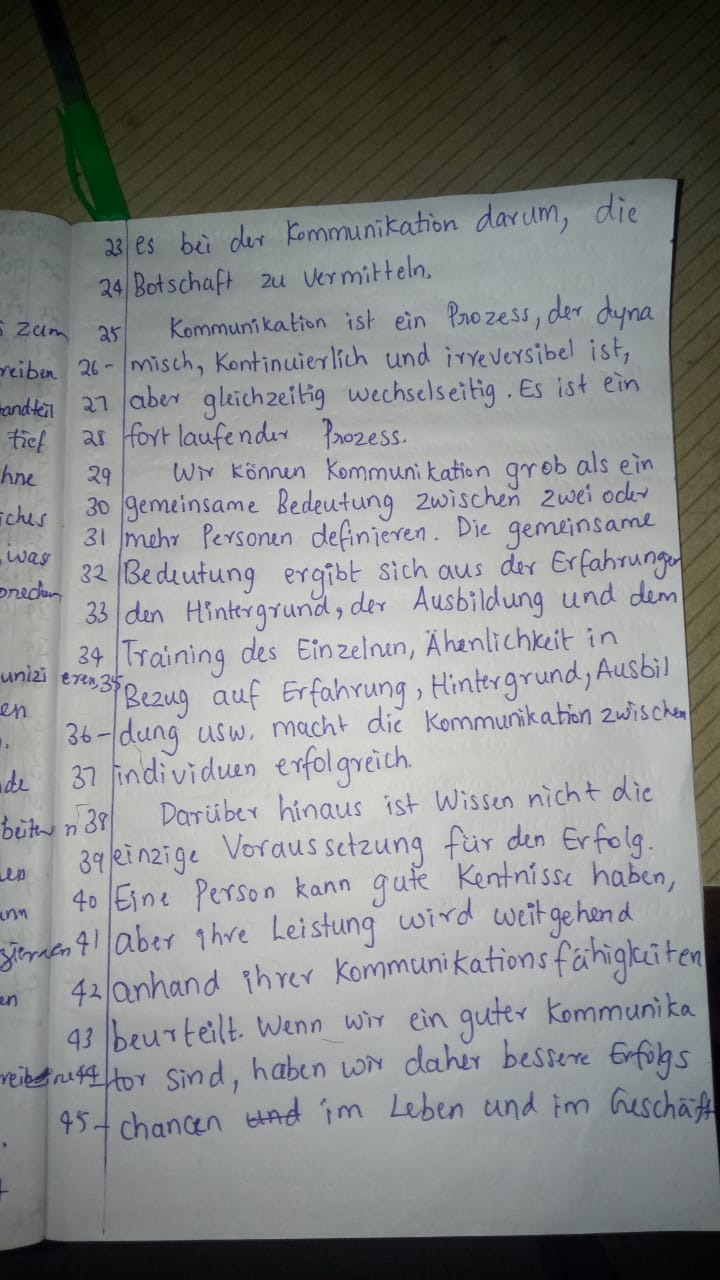 23 es bei der Kommunikation darum, die
24 Botschaft zu vermitteln.
zum 25 Kommunikation ist ein Prozess, der dyna
reiben 26- misch, Kontinuierlich und irreversibel ist,
andteil 27 aber gleichzeitig wechselseitig. Es ist ein
tief 28 fortlaufender Prozess.
hne 29 Wir können Kommunikation grob als ein
iches 30 gemeinsame Bedeutung zwischen zwei oder
was 31 mehr Personen definieren. Die gemeinsame
prechen 32 Bedeutung ergibt sich aus der Erfahrungen
33 den Hintergrund, der Ausbildung und dem
34 Training des Einzelnen, Ähenlichkeit in
unizi eren, 35 Bezug auf Erfahrung, Hintergrund, Ausbil
en 36- dung usw. macht die Kommunikation zwischen
de 37 individuen erfolgreich.
beiten n 38 Darüber hinaus ist Wissen nicht die
en 39 einzige Voraussetzung für den Erfolg.
ann 40 Eine Person kann gute Kentnisse haben,
zieren 41 aber ihre Leistung wird weitgehend
en 42 anhand ihrer Kommunikationsfähigkeiten
43 beurteilt. Wenn wir ein guter Kommunika
44 tor sind, haben wir daher bessere Erfolgs
45- chancen und im Leben und im Geschäft